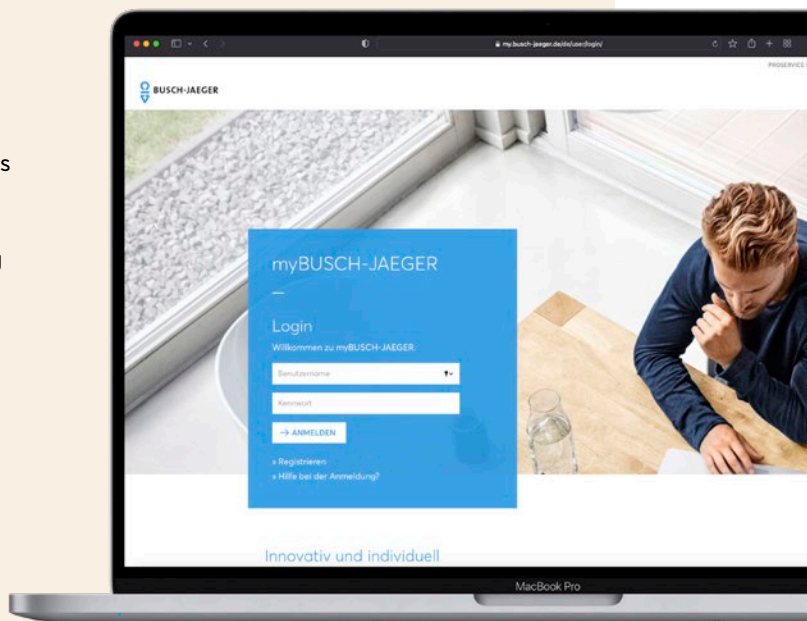 my.busch-jaeger.de/de/user/login/
PROSERVICE
BUSCH-JAEGER
s
myBUSCH-JAEGER
Login
Willkommen zu myBUSCH-JAEGER.
Benutzername
Kennwort
→ ANMELDEN
» Registrieren
» Hilfe bei der Anmeldung?
Innovativ und individuell
MacBook Pro